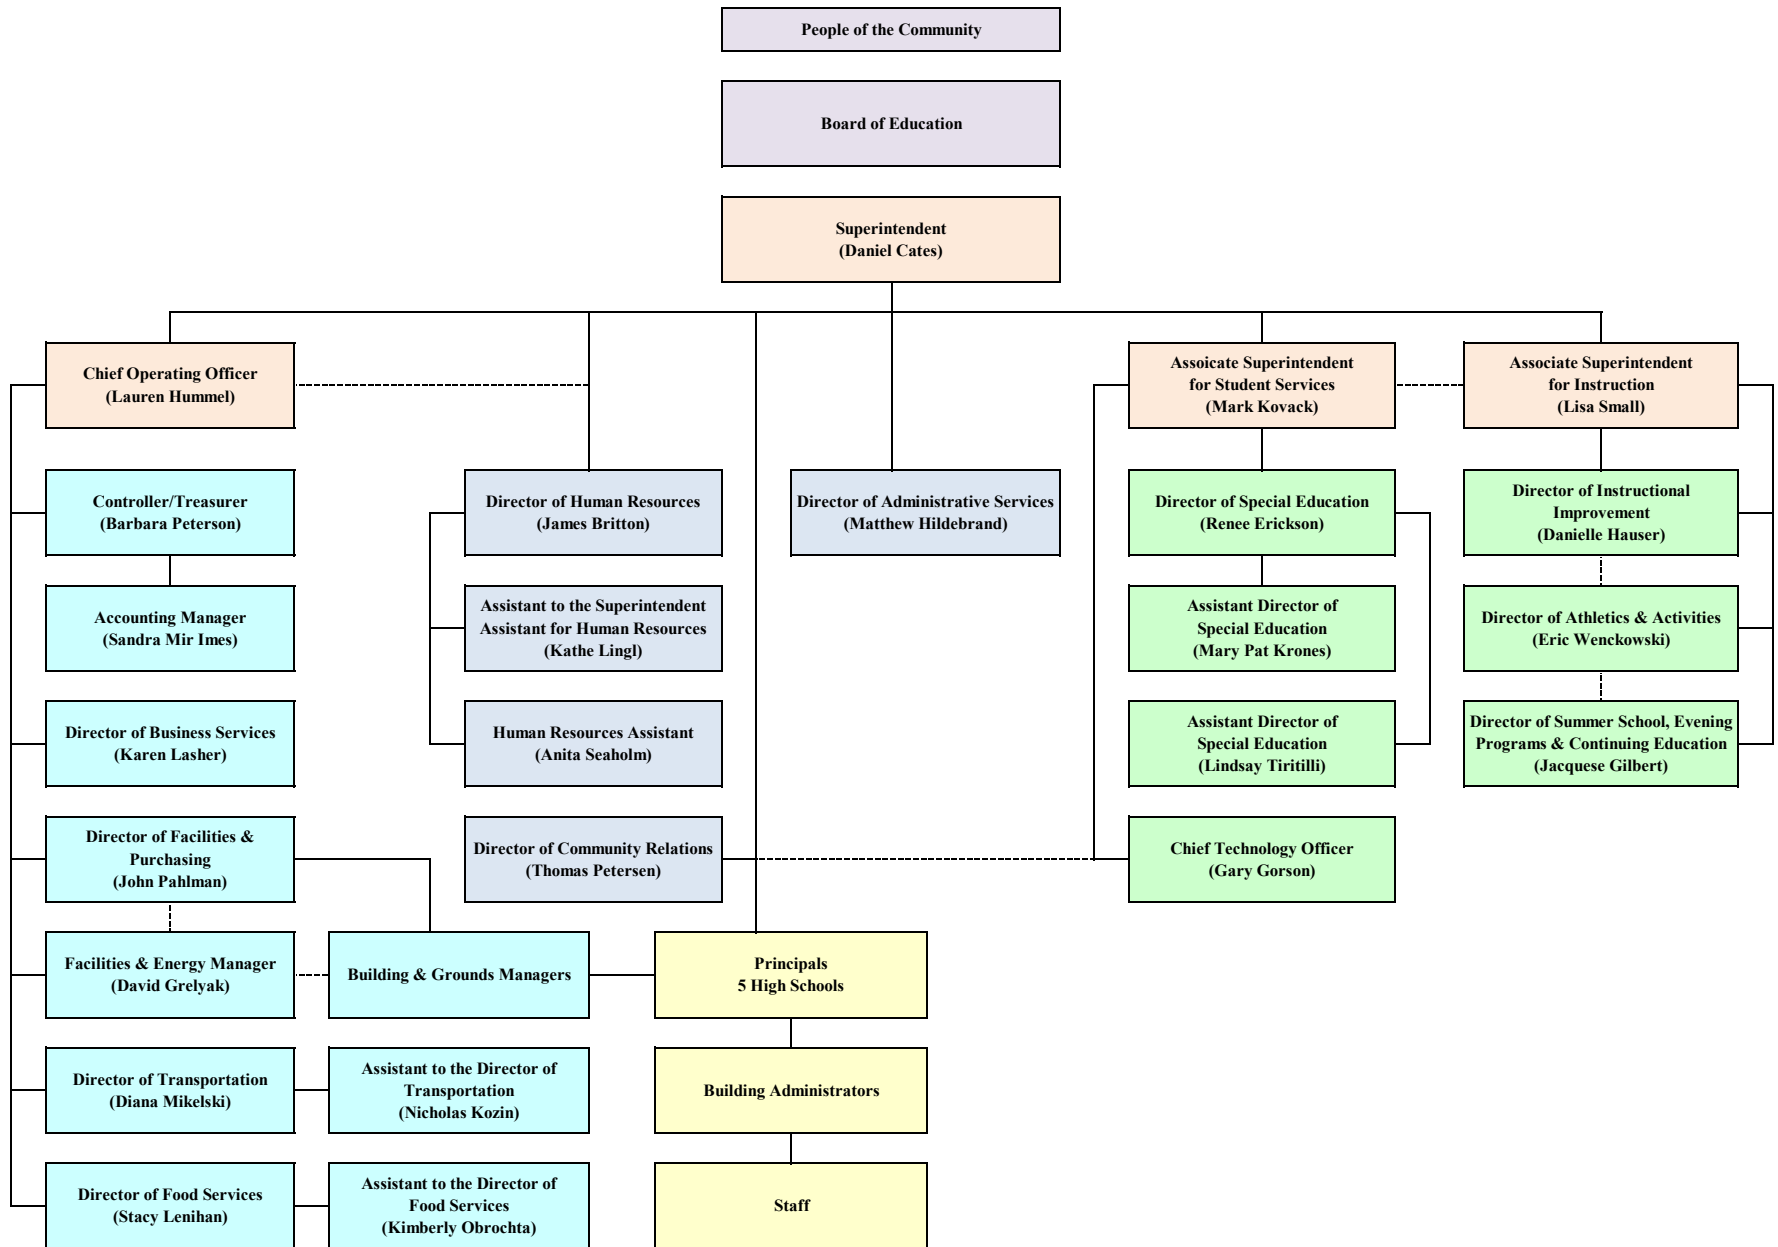 People of the Community
Board of Education
Superintendent
(Daniel Cates)
Chief Operating Officer
(Lauren Hummel)
Assoicate Superintendent
for Student Services
(Mark Kovack)
Associate Superintendent
for Instruction
(Lisa Small)
Controller/Treasurer
(Barbara Peterson)
Director of Human Resources
(James Britton)
Director of Administrative Services
(Matthew Hildebrand)
Director of Special Education
(Renee Erickson)
Director of Instructional
Improvement
(Danielle Hauser)
Accounting Manager
(Sandra Mir Imes)
Assistant to the Superintendent
Assistant for Human Resources
(Kathe Lingl)
Assistant Director of
Special Education
(Mary Pat Krones)
Director of Athletics & Activities
(Eric Wenckowski)
Director of Business Services
(Karen Lasher)
Human Resources Assistant
(Anita Seaholm)
Assistant Director of
Special Education
(Lindsay Tiritilli)
Director of Summer School, Evening
Programs & Continuing Education
(Jacquese Gilbert)
Director of Facilities &
Purchasing
(John Pahlman)
Director of Community Relations
(Thomas Petersen)
Chief Technology Officer
(Gary Gorson)
Facilities & Energy Manager
(David Grelyak)
Building & Grounds Managers
Principals
5 High Schools
Director of Transportation
(Diana Mikelski)
Assistant to the Director of
Transportation
(Nicholas Kozin)
Building Administrators
Director of Food Services
(Stacy Lenihan)
Assistant to the Director of
Food Services
(Kimberly Obrochta)
Staff